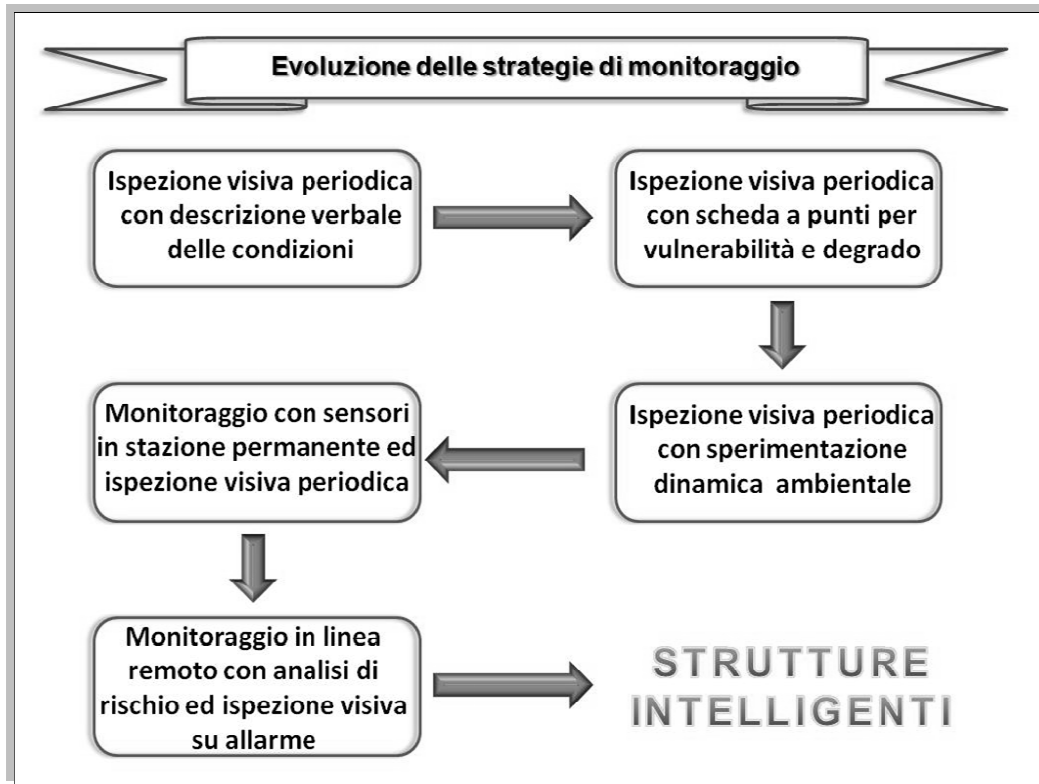 Evoluzione delle strategie di monitoraggio
Ispezione visiva periodica
con descrizione verbale
delle condizioni
Ispezione visiva periodica
con scheda a punti per
vulnerabilità e degrado
Ispezione visiva periodica
con sperimentazione
dinamica ambientale
Monitoraggio con sensori
in stazione permanente ed
ispezione visiva periodica
Monitoraggio in linea
remoto con analisi di
rischio ed ispezione visiva
su allarme
STRUTTURE
INTELLIGENTI